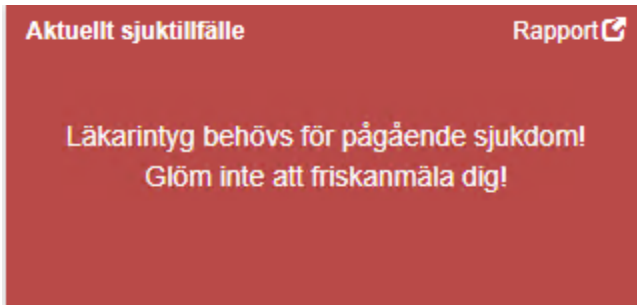 Aktuellt sjuktillfälle Rapport
Läkarintyg behövs för pågående sjukdom!
Glöm inte att friskanmäla dig!